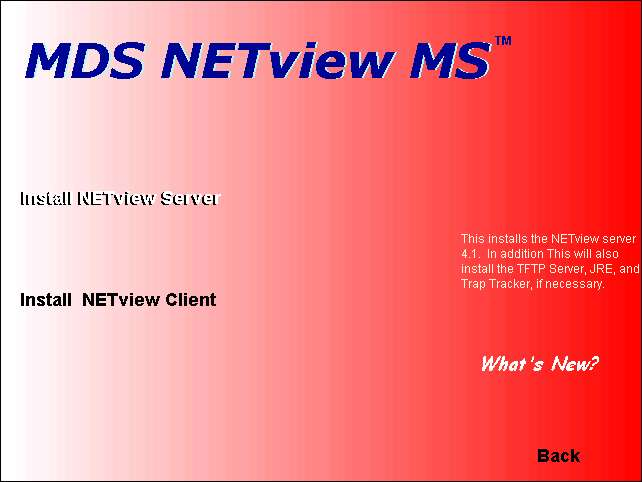 MDS NETview MS™
Install NETview Server
This installs the NETview server
4.1. In addition This will also
install the TFTP Server, JRE, and
Trap Tracker, if necessary.
Install NETview Client
What's New?
Back